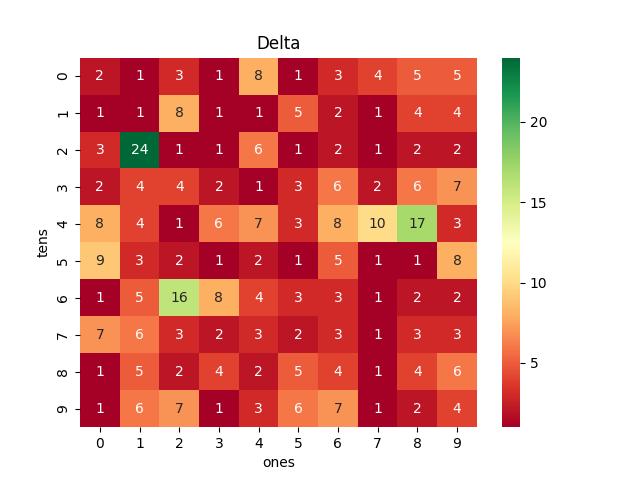 Delta
0 2 1 3 1 8 1 3 4 5 5
1 1 1 8 1 1 5 2 1 4 4
2 3 24 1 1 6 1 2 1 2 2
3 2 4 4 2 1 3 6 2 6 7
4 8 4 1 6 7 3 8 10 17 3
5 9 3 2 1 2 1 5 1 1 8
6 1 5 16 8 4 3 3 1 2 2
7 7 6 3 2 3 2 3 1 3 3
8 1 5 2 4 2 5 4 1 4 6
9 1 6 7 1 3 6 7 1 2 4
0 1 2 3 4 5 6 7 8 9
ones
tens
20
15
10
5